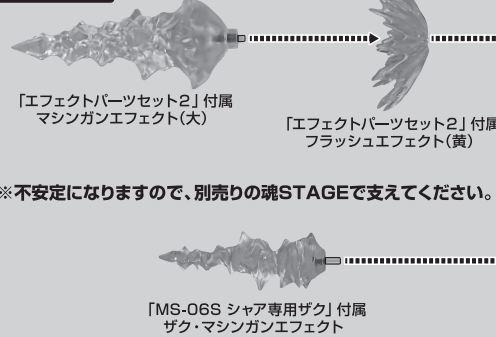 「エフェクトパーツセット2」付属
マシンガンエフェクト(大)
「エフェクトパーツセット2」付属
フラッシュエフェクト(黄)
※不安定になりますので、別売りの魂STAGEで支えてください。
「MS-06S シャア専用ザク」付属
ザク・マシンガンエフェクト